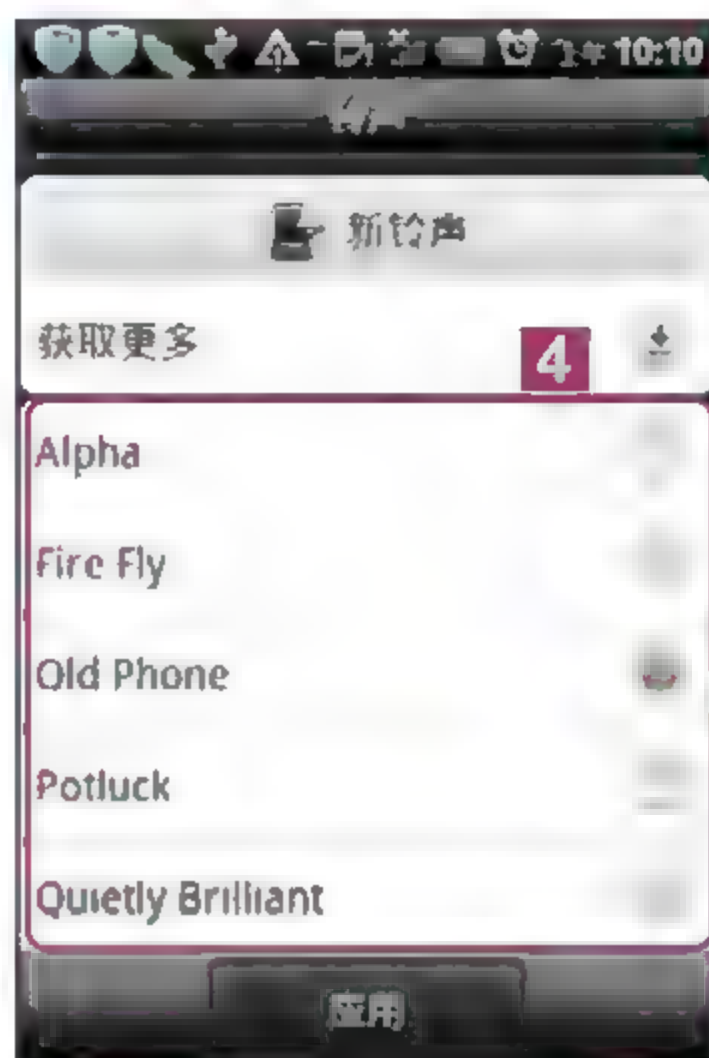 10:10
新铃声
获取更多
4
Alpha
Fire Fly
Old Phone
Potluck
Quietly Brilliant
应用